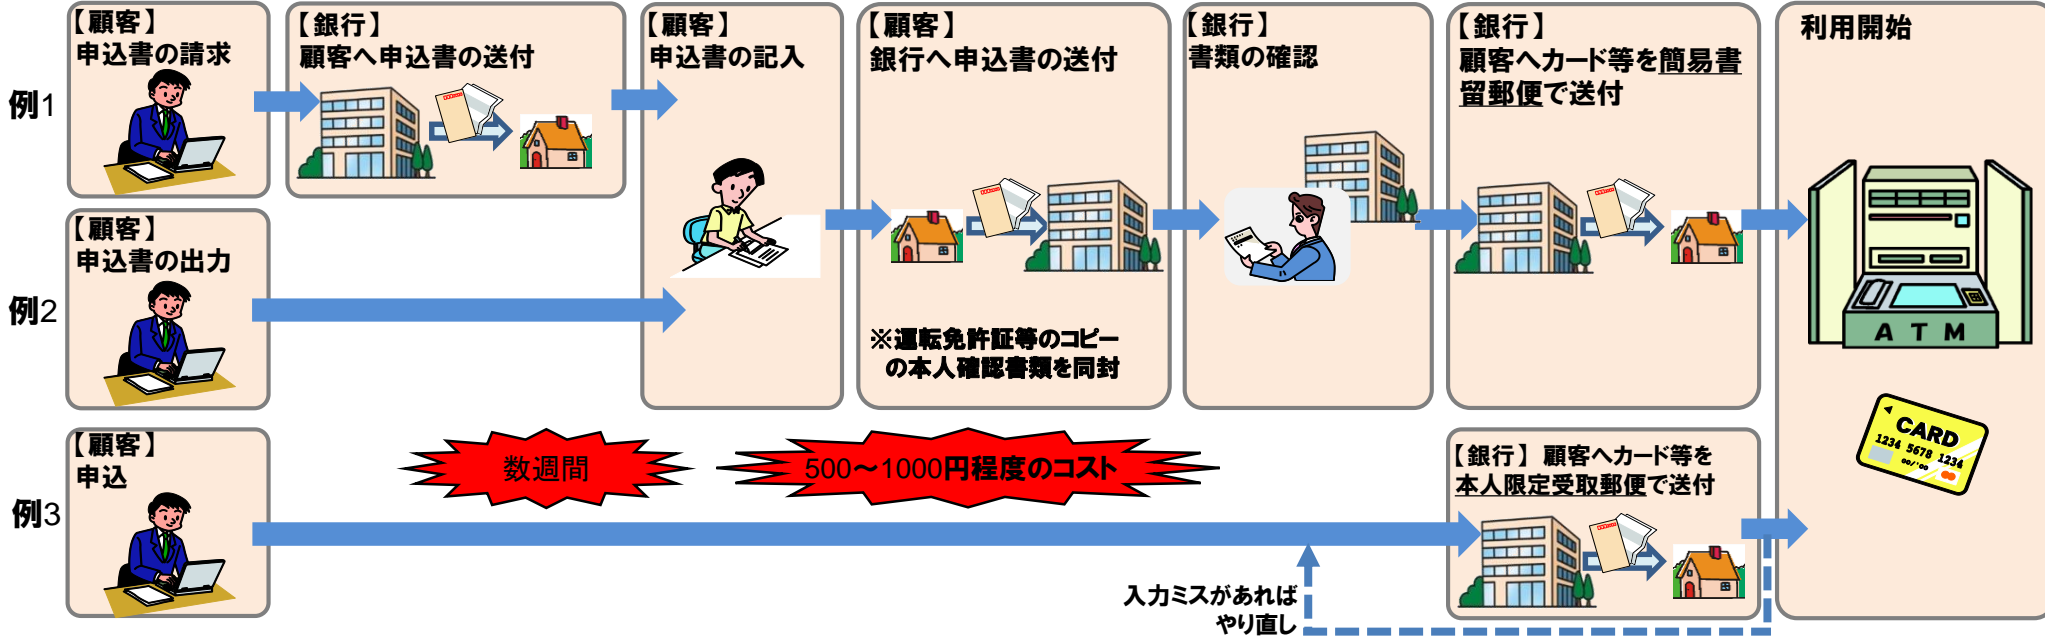 例1
【顧客】
申込書の請求
【銀行】
顧客へ申込書の送付
【顧客】
申込書の記入
【顧客】
銀行へ申込書の送付
※運転免許証等のコピー
の本人確認書類を同封
【銀行】
書類の確認
【銀行】
顧客へカード等を簡易書
留郵便で送付
利用開始
ATM
CARD
1234 5678 1234
00/'00
例2
【顧客】
申込書の出力
例3
【顧客】
申込
数週間
500～1000円程度のコスト
【銀行】顧客へカード等を
本人限定受取郵便で送付
入力ミスがあれば
やり直し